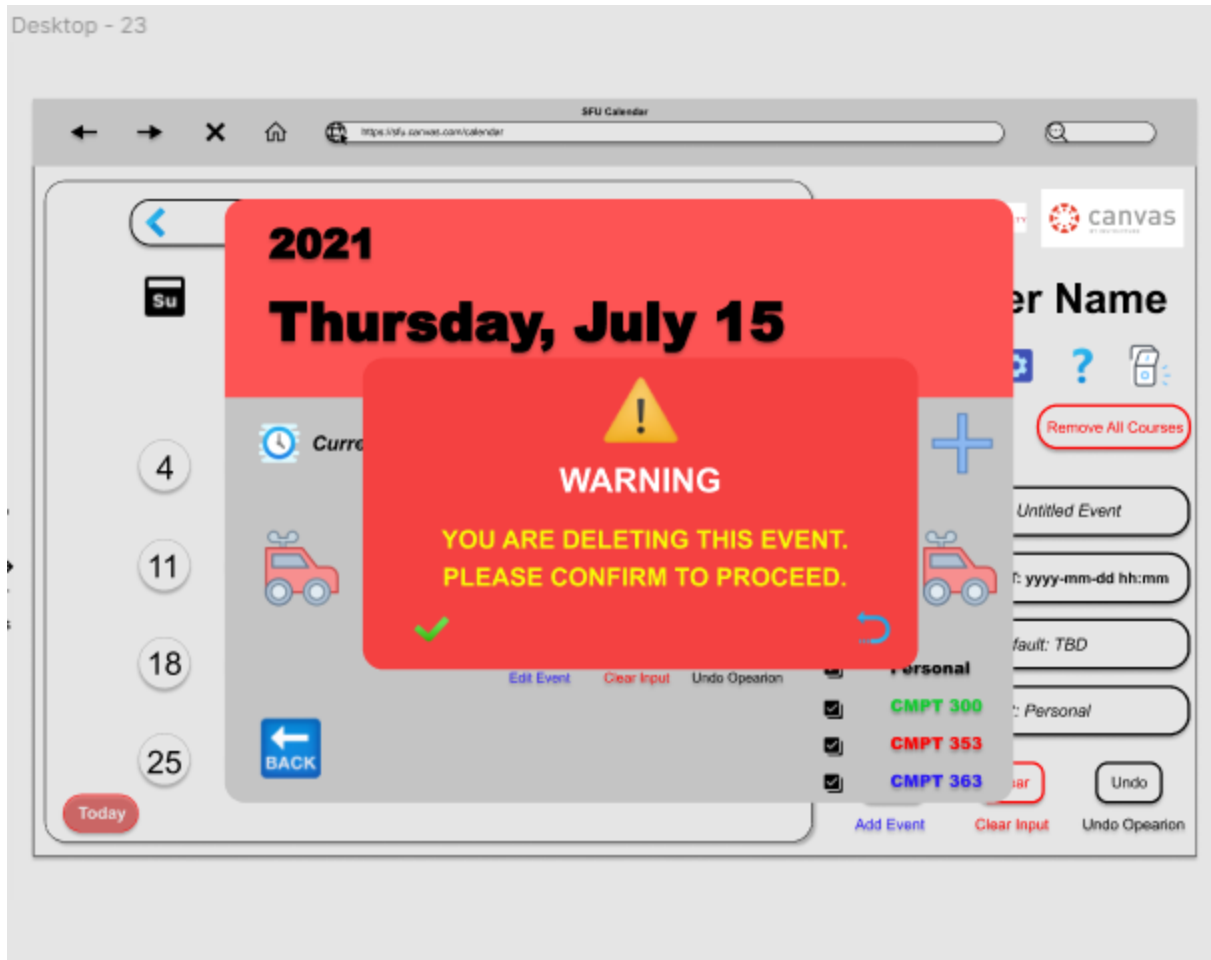 Desktop - 23
SFU Calendar
https://sfu.canvas.com/calendar
canvas
2021
Su
er Name
Thursday, July 15
Remove All Courses
Curre
4
WARNING
Untitled Event
YOU ARE DELETING THIS EVENT.
11
PLEASE CONFIRM TO PROCEED.
T: yyyy-mm-dd hh:mm
18
fault: TBD
Personal
Edit Event
Clear Input
Undo Opearion
CMPT 300
: Personal
BACK
CMPT 353
25
CMPT 363
ar
Undo
Today
Add Event
Clear Input
Undo Opearion